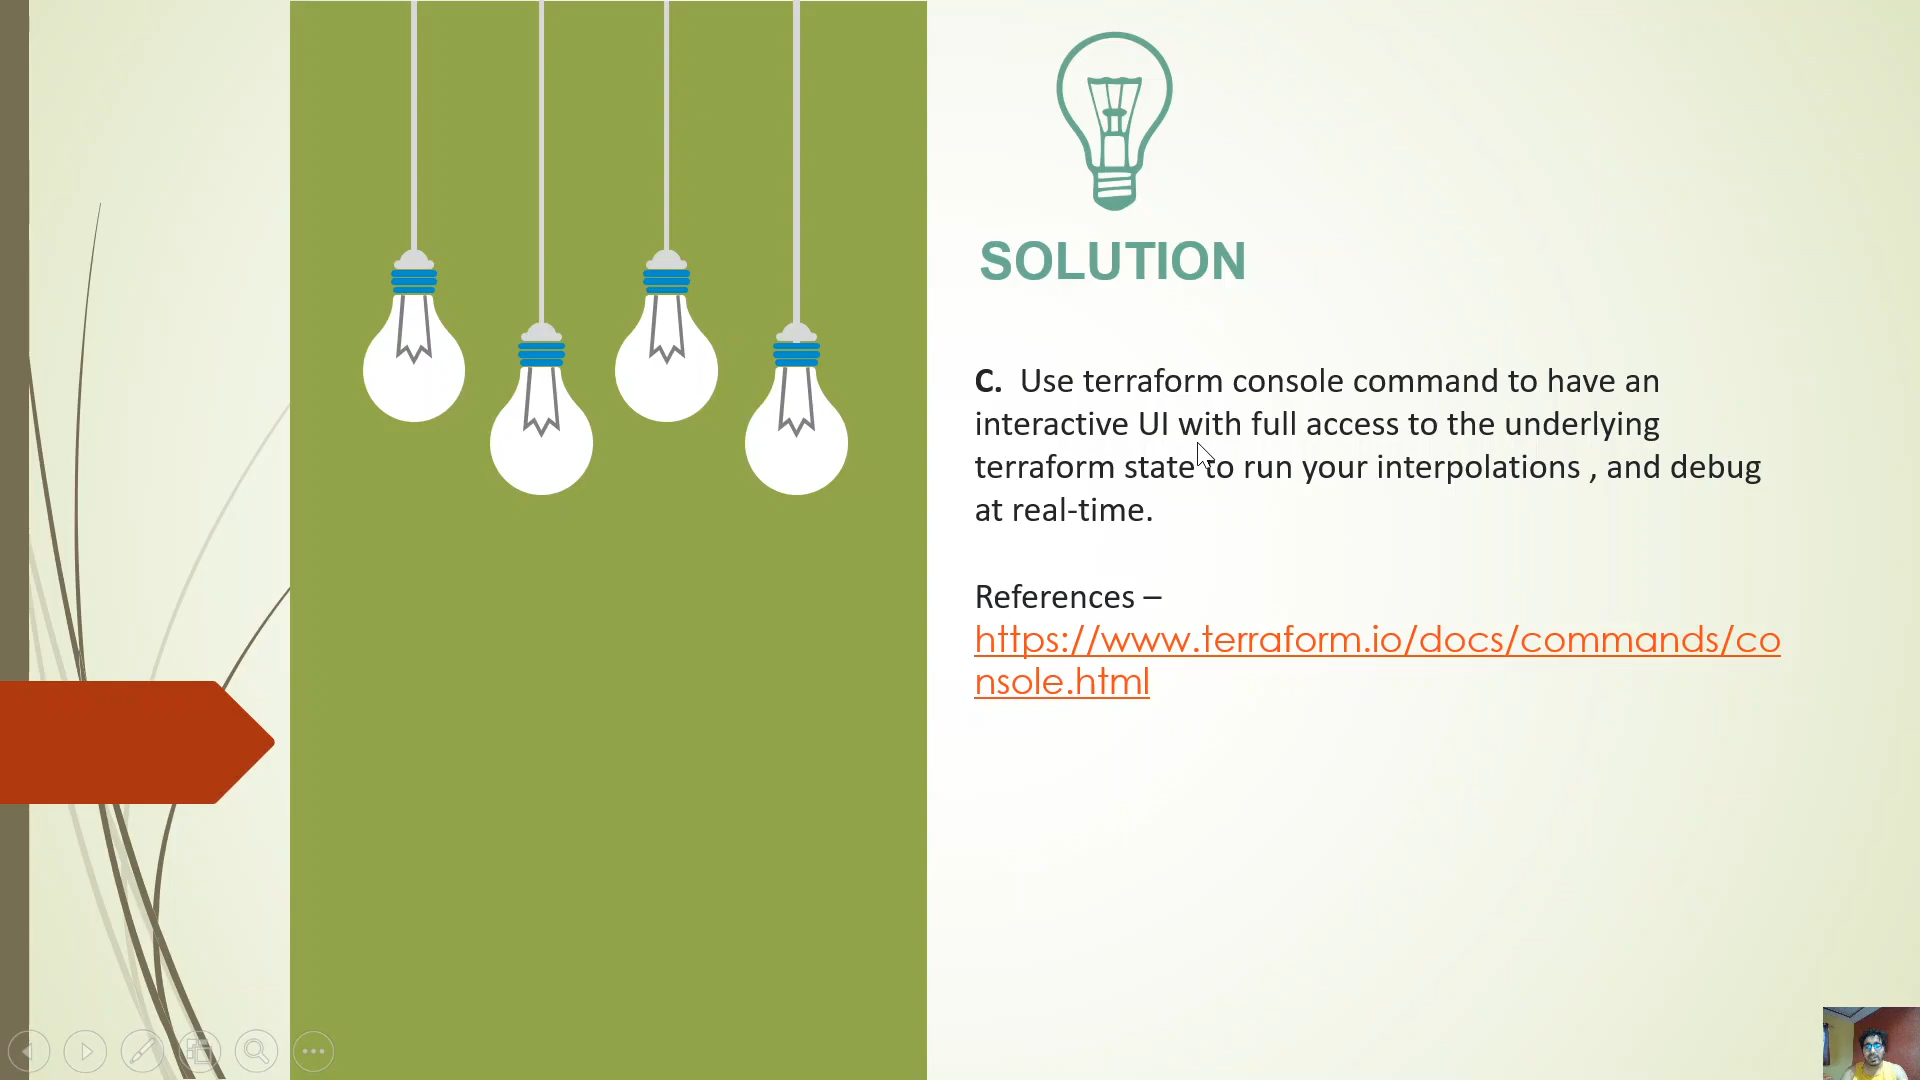 SOLUTION
C. Use terraform console command to have an
interactive UI with full access to the underlying
terraform state to run your interpolations , and debug
at real-time.
References –
https://www.terraform.io/docs/commands/co
nsole.html